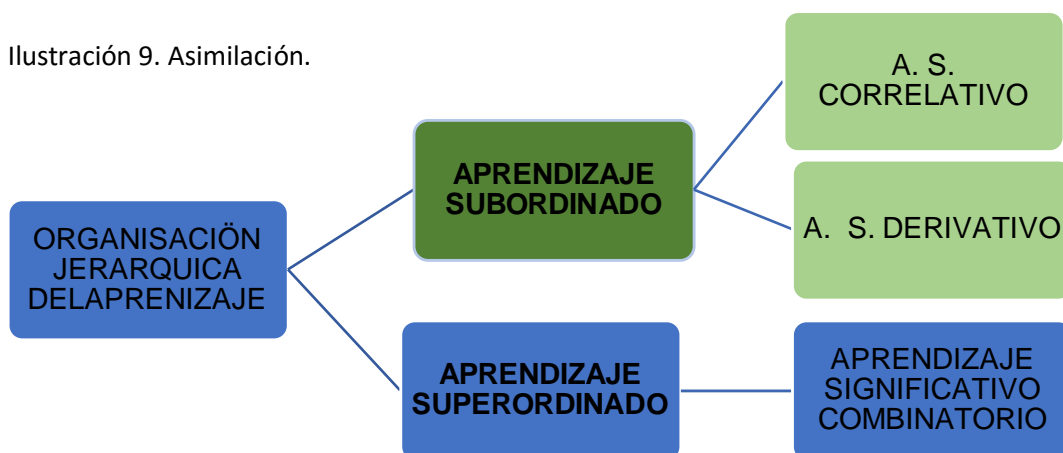 Ilustración 9. Asimilación.
A. S.
CORRELATIVO
APRENDIZAJE
SUBORDINADO
A. S. DERIVATIVO
ORGANISACIÖN
JERARQUICA
DELAPRENIZAJE
APRENDIZAJE
SUPERORDINADO
APRENDIZAJE
SIGNIFICATIVO
COMBINATORIO